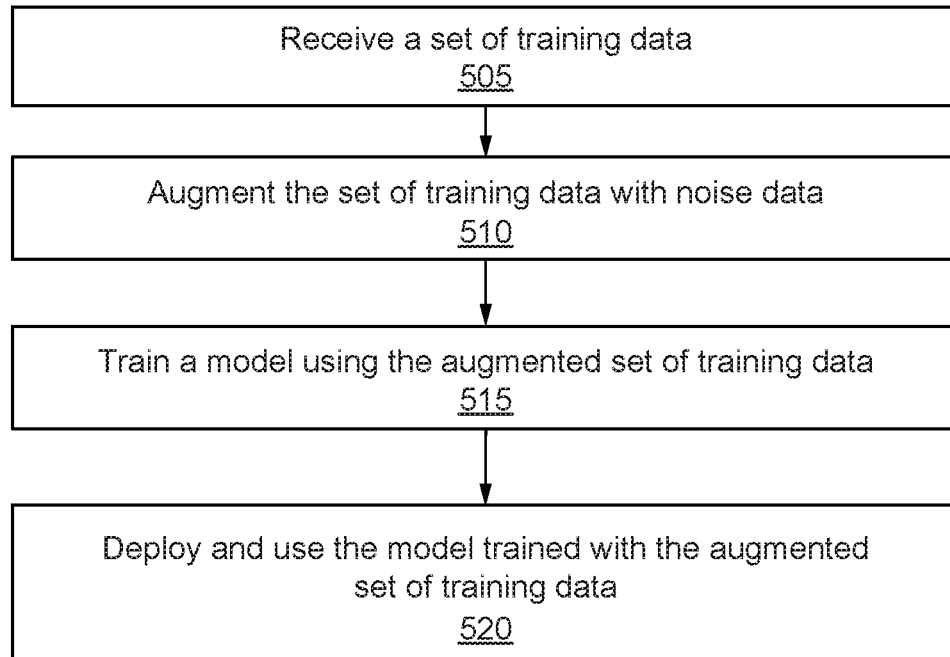 Receive a set of training data
505
Augment the set of training data with noise data
510
Train a model using the augmented set of training data
515
Deploy and use the model trained with the augmented
set of training data
520